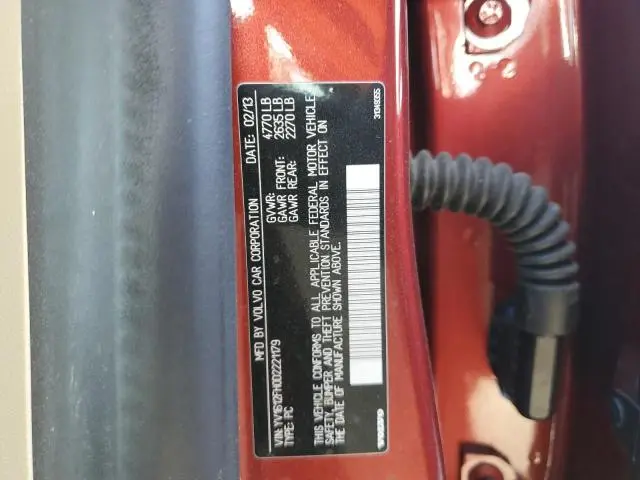 MFD BY VOLVO CAR CORPORATION DATE: 02/13
GVWR: 4770 LB
GAWR FRONT: 2635 LB
GAWR REAR: 2270 LB
THIS VEHICLE CONFORMS TO ALL APPLICABLE FEDERAL MOTOR VEHICLE
SAFETY, BUMPER AND THEFT PREVENTION STANDARDS IN EFFECT ON
THE DATE OF MANUFACTURE SHOWN ABOVE.
VIN: YV1612FH0D2221179
TYPE: PC
31349355